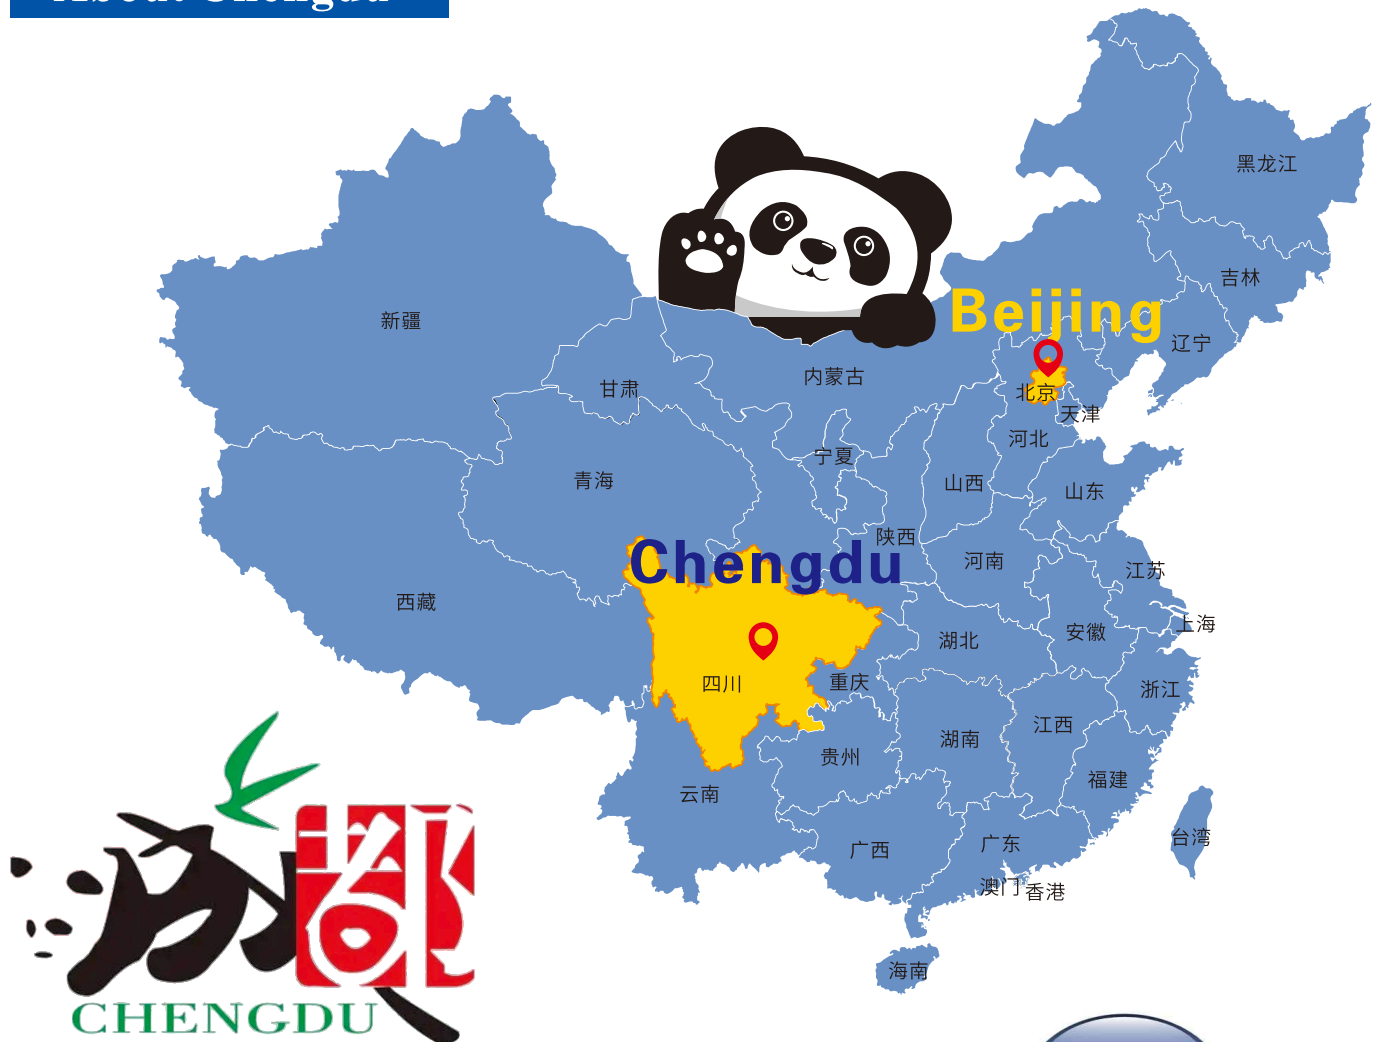 About Chengdu
黑龙江
吉林
Beijing
辽宁
新疆
内蒙古
甘肃
北京
天津
河北
宁夏
青海
山西
山东
陕西
Chengdu
河南
江苏
西藏
上海
安徽
湖北
四川
重庆
浙江
江西
湖南
贵州
福建
云南
台湾
广东
广西
澳门
香港
海南
成都
CHENGDU